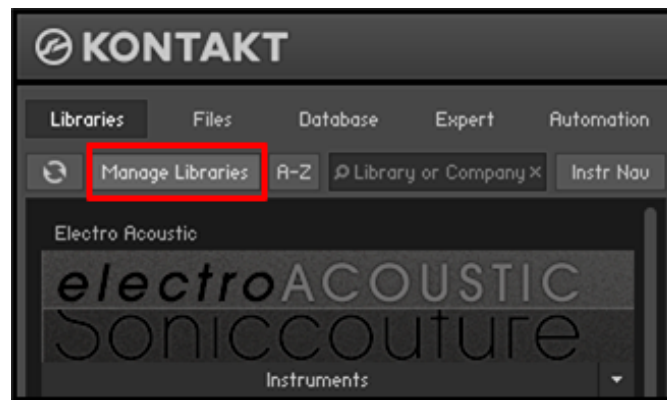 KONTAKT
Libraries Files Database Expert Automation
Manage Libraries A-Z Library or Company × Instr Nav
Electro Acoustic
electroACOUSTIC
Soniccouture
Instruments